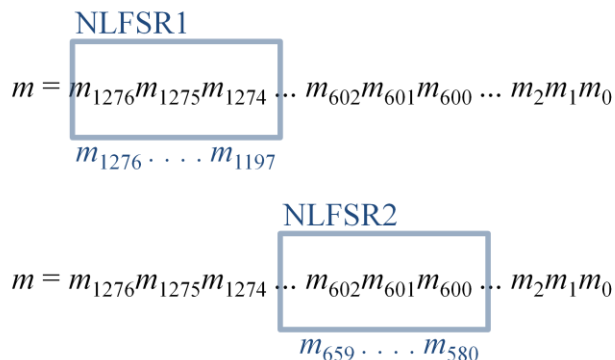 NLFSR1
m = m₁₂₇₆m₁₂₇₅m₁₂₇₄ ... m₆₀₂m₆₀₁m₆₀₀ ... m₂m₁m₀
m₁₂₇₆ . . . . m₁₁₉₇
NLFSR2
m = m₁₂₇₆m₁₂₇₅m₁₂₇₄ ... m₆₀₂m₆₀₁m₆₀₀ ... m₂m₁m₀
m₆₅₉ . . . . m₅₈₀